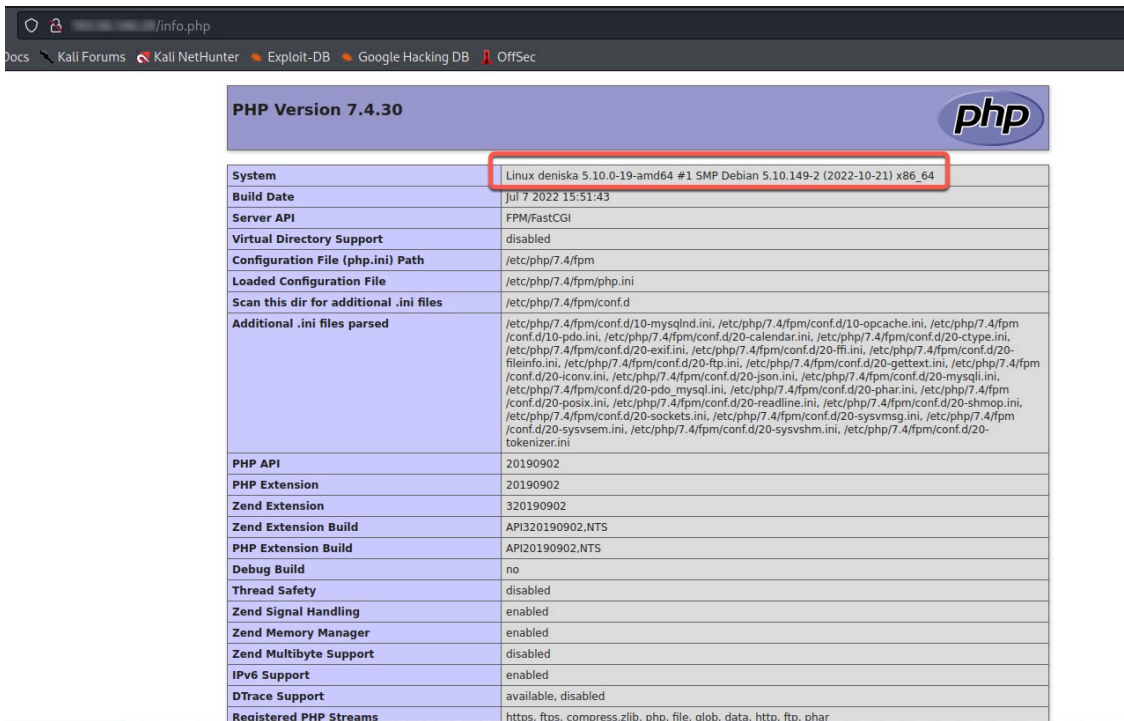 /info.php
Docs Kali Forums Kali NetHunter Exploit-DB Google Hacking DB OffSec
PHP Version 7.4.30
php
System Linux deniska 5.10.0-19-amd64 #1 SMP Debian 5.10.149-2 (2022-10-21) x86_64
Build Date Jul 7 2022 15:51:43
Server API FPM/FastCGI
Virtual Directory Support disabled
Configuration File (php.ini) Path /etc/php/7.4/fpm
Loaded Configuration File /etc/php/7.4/fpm/php.ini
Scan this dir for additional .ini files /etc/php/7.4/fpm/conf.d
Additional .ini files parsed /etc/php/7.4/fpm/conf.d/10-mysqlnd.ini, /etc/php/7.4/fpm/conf.d/10-opcache.ini, /etc/php/7.4/fpm
/conf.d/10-pdo.ini, /etc/php/7.4/fpm/conf.d/20-calendar.ini, /etc/php/7.4/fpm/conf.d/20-ctype.ini,
/etc/php/7.4/fpm/conf.d/20-exif.ini, /etc/php/7.4/fpm/conf.d/20-ffi.ini, /etc/php/7.4/fpm/conf.d/20-
fileinfo.ini, /etc/php/7.4/fpm/conf.d/20-ftp.ini, /etc/php/7.4/fpm/conf.d/20-gettext.ini, /etc/php/7.4/fpm
/conf.d/20-iconv.ini, /etc/php/7.4/fpm/conf.d/20-json.ini, /etc/php/7.4/fpm/conf.d/20-mysqli.ini,
/etc/php/7.4/fpm/conf.d/20-pdo_mysql.ini, /etc/php/7.4/fpm/conf.d/20-phar.ini, /etc/php/7.4/fpm
/conf.d/20-posix.ini, /etc/php/7.4/fpm/conf.d/20-readline.ini, /etc/php/7.4/fpm/conf.d/20-shmop.ini,
/etc/php/7.4/fpm/conf.d/20-sockets.ini, /etc/php/7.4/fpm/conf.d/20-sysvmsg.ini, /etc/php/7.4/fpm
/conf.d/20-sysvsem.ini, /etc/php/7.4/fpm/conf.d/20-sysvshm.ini, /etc/php/7.4/fpm/conf.d/20-
tokenizer.ini
PHP API 20190902
PHP Extension 20190902
Zend Extension 320190902
Zend Extension Build API320190902,NTS
PHP Extension Build API20190902,NTS
Debug Build no
Thread Safety disabled
Zend Signal Handling enabled
Zend Memory Manager enabled
Zend Multibyte Support disabled
IPv6 Support enabled
DTrace Support available, disabled
Registered PHP Streams https, ftps, compress.zlib, php, file, glob, data, http, ftp, phar